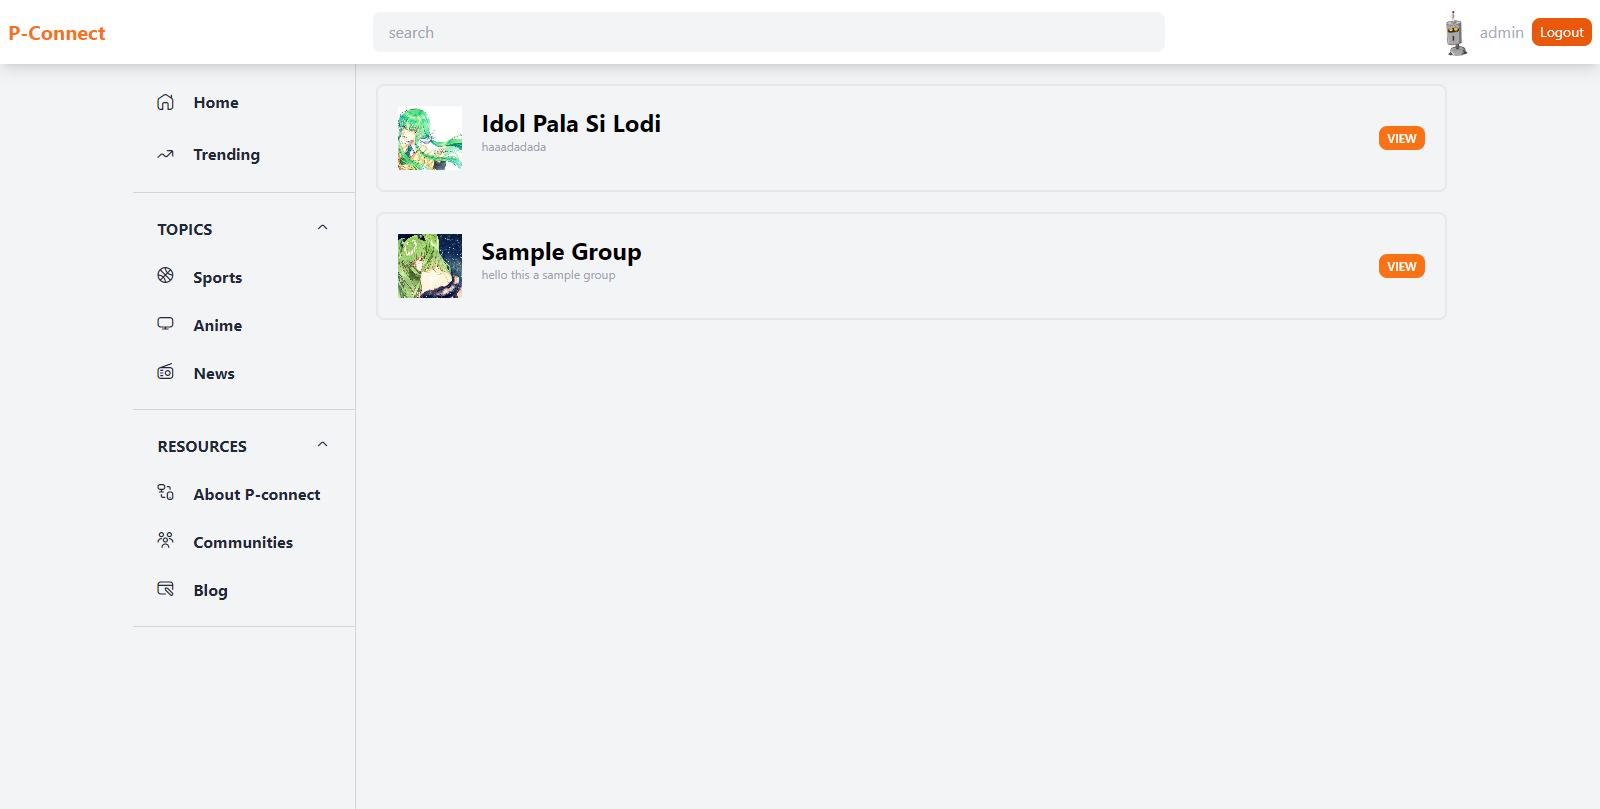 P-Connect
search
admin
Logout
Home
Trending
TOPICS
Sports
Anime
News
RESOURCES
About P-connect
Communities
Blog
Idol Pala Si Lodi
haaadadada
VIEW
Sample Group
hello this a sample group
VIEW